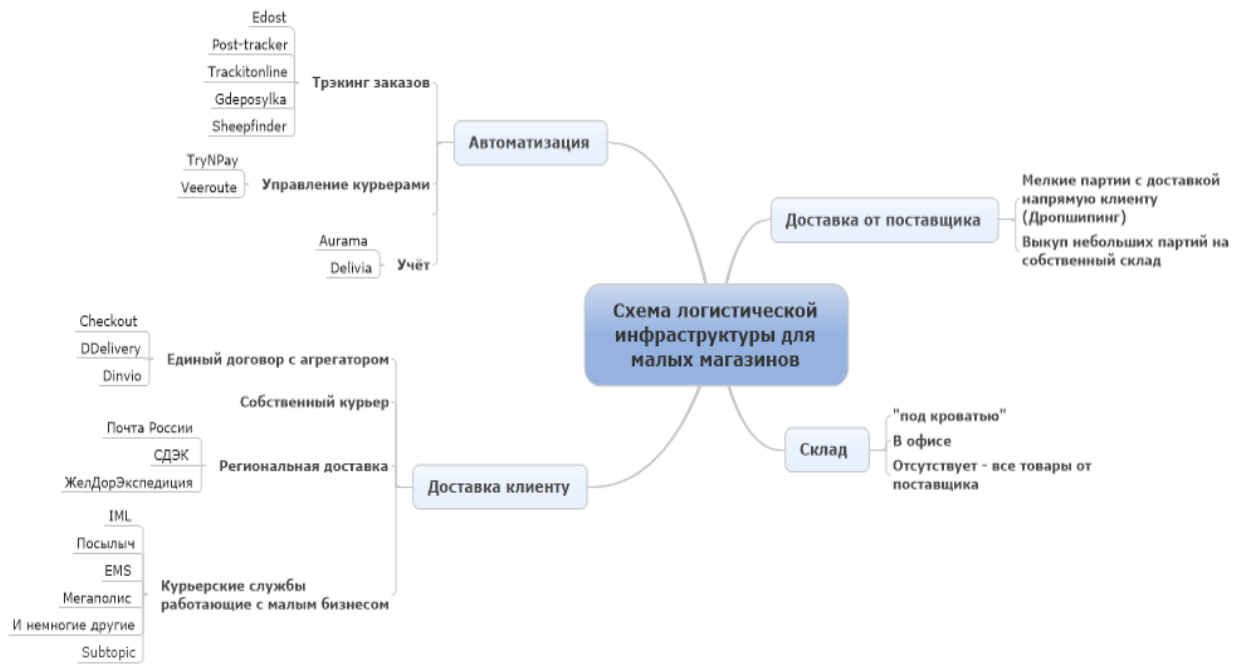 Edost
Post-tracker
Trackitonline
Gdeposylka
Sheepfinder
Трэкинг заказов
TryNPay
Veeroute
Управление курьерами
Aurama
Delivia
Учёт
Автоматизация
Доставка от поставщика
Мелкие партии с доставкой
напрямую клиенту
(Дропшипинг)
Выкуп небольших партий на
собственный склад
Схема логистической
инфраструктуры для
малых магазинов
Checkout
DDelivery
Dinvio
Единый договор с агрегатором
Собственный курьер
Почта России
СДЭК
ЖелДорЭкспедиция
Региональная доставка
IML
Посылыч
EMS
Мегаполис
И немногие другие
Subtopic
Курьерские службы
работающие с малым бизнесом
Доставка клиенту
Склад
"под кроватью"
В офисе
Отсутствует - все товары от
поставщика